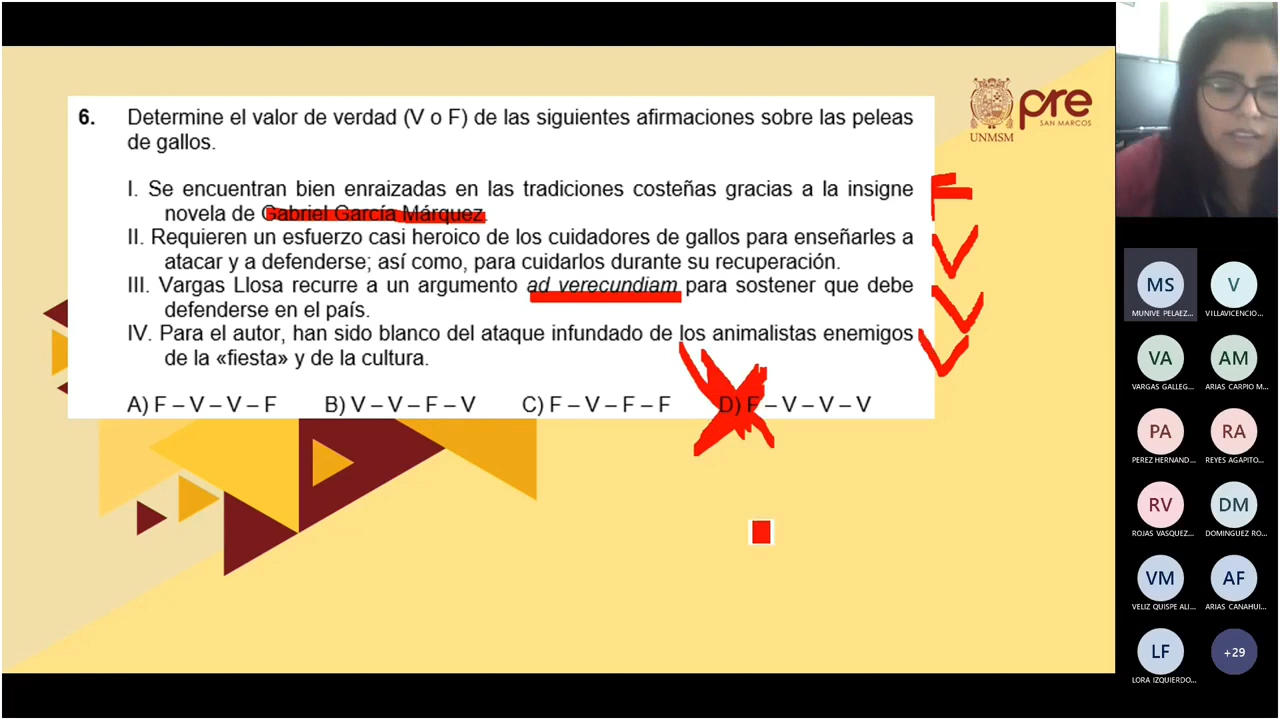 6. Determine el valor de verdad (V o F) de las siguientes afirmaciones sobre las peleas
de gallos.
I. Se encuentran bien enraizadas en las tradiciones costeñas gracias a la insigne
novela de Gabriel García Márquez.
II. Requieren un esfuerzo casi heroico de los cuidadores de gallos para enseñarles a
atacar y a defenderse; así como, para cuidarlos durante su recuperación.
III. Vargas Llosa recurre a un argumento ad verecundiam para sostener que debe
defenderse en el país.
IV. Para el autor, han sido blanco del ataque infundado de los animalistas enemigos
de la «fiesta» y de la cultura.
A) F – V – V – F B) V – V – F – V C) F – V – F – F D) F – V – V – V
F
V
V
V
UNMSM
pre
SAN MARCOS
MS V
MUNIVE PELAEZ... VILLAVICENCIO...
VA AM
VARGAS GALLEG... ARIAS CARPIO M...
PA RA
PEREZ HERNAND... REYES AGAPITO...
RV DM
ROJAS VASQUEZ... DOMINGUEZ RO...
VM AF
VELIZ QUISPE ALI... ARIAS CANAHUI...
LF +29
LORA IZQUIERDO...